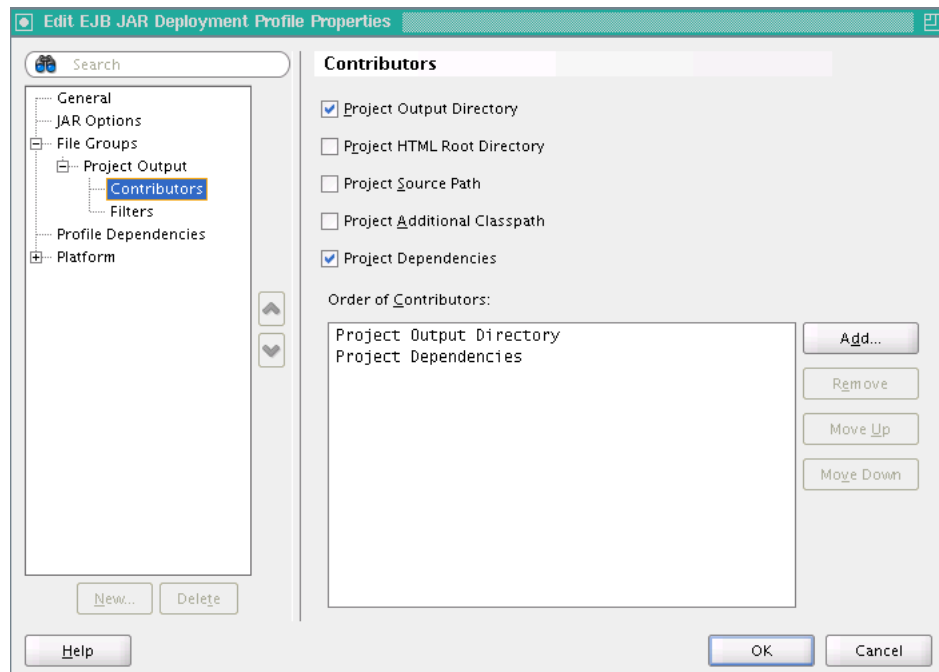 Edit EJB JAR Deployment Profile Properties
Search
General
JAR Options
File Groups
Project Output
Contributors
Filters
Profile Dependencies
Platform
New...
Delete
Contributors
Project Output Directory
Project HTML Root Directory
Project Source Path
Project Additional Classpath
Project Dependencies
Order of Contributors:
Project Output Directory
Project Dependencies
Add...
Remove
Move Up
Move Down
Help
OK
Cancel